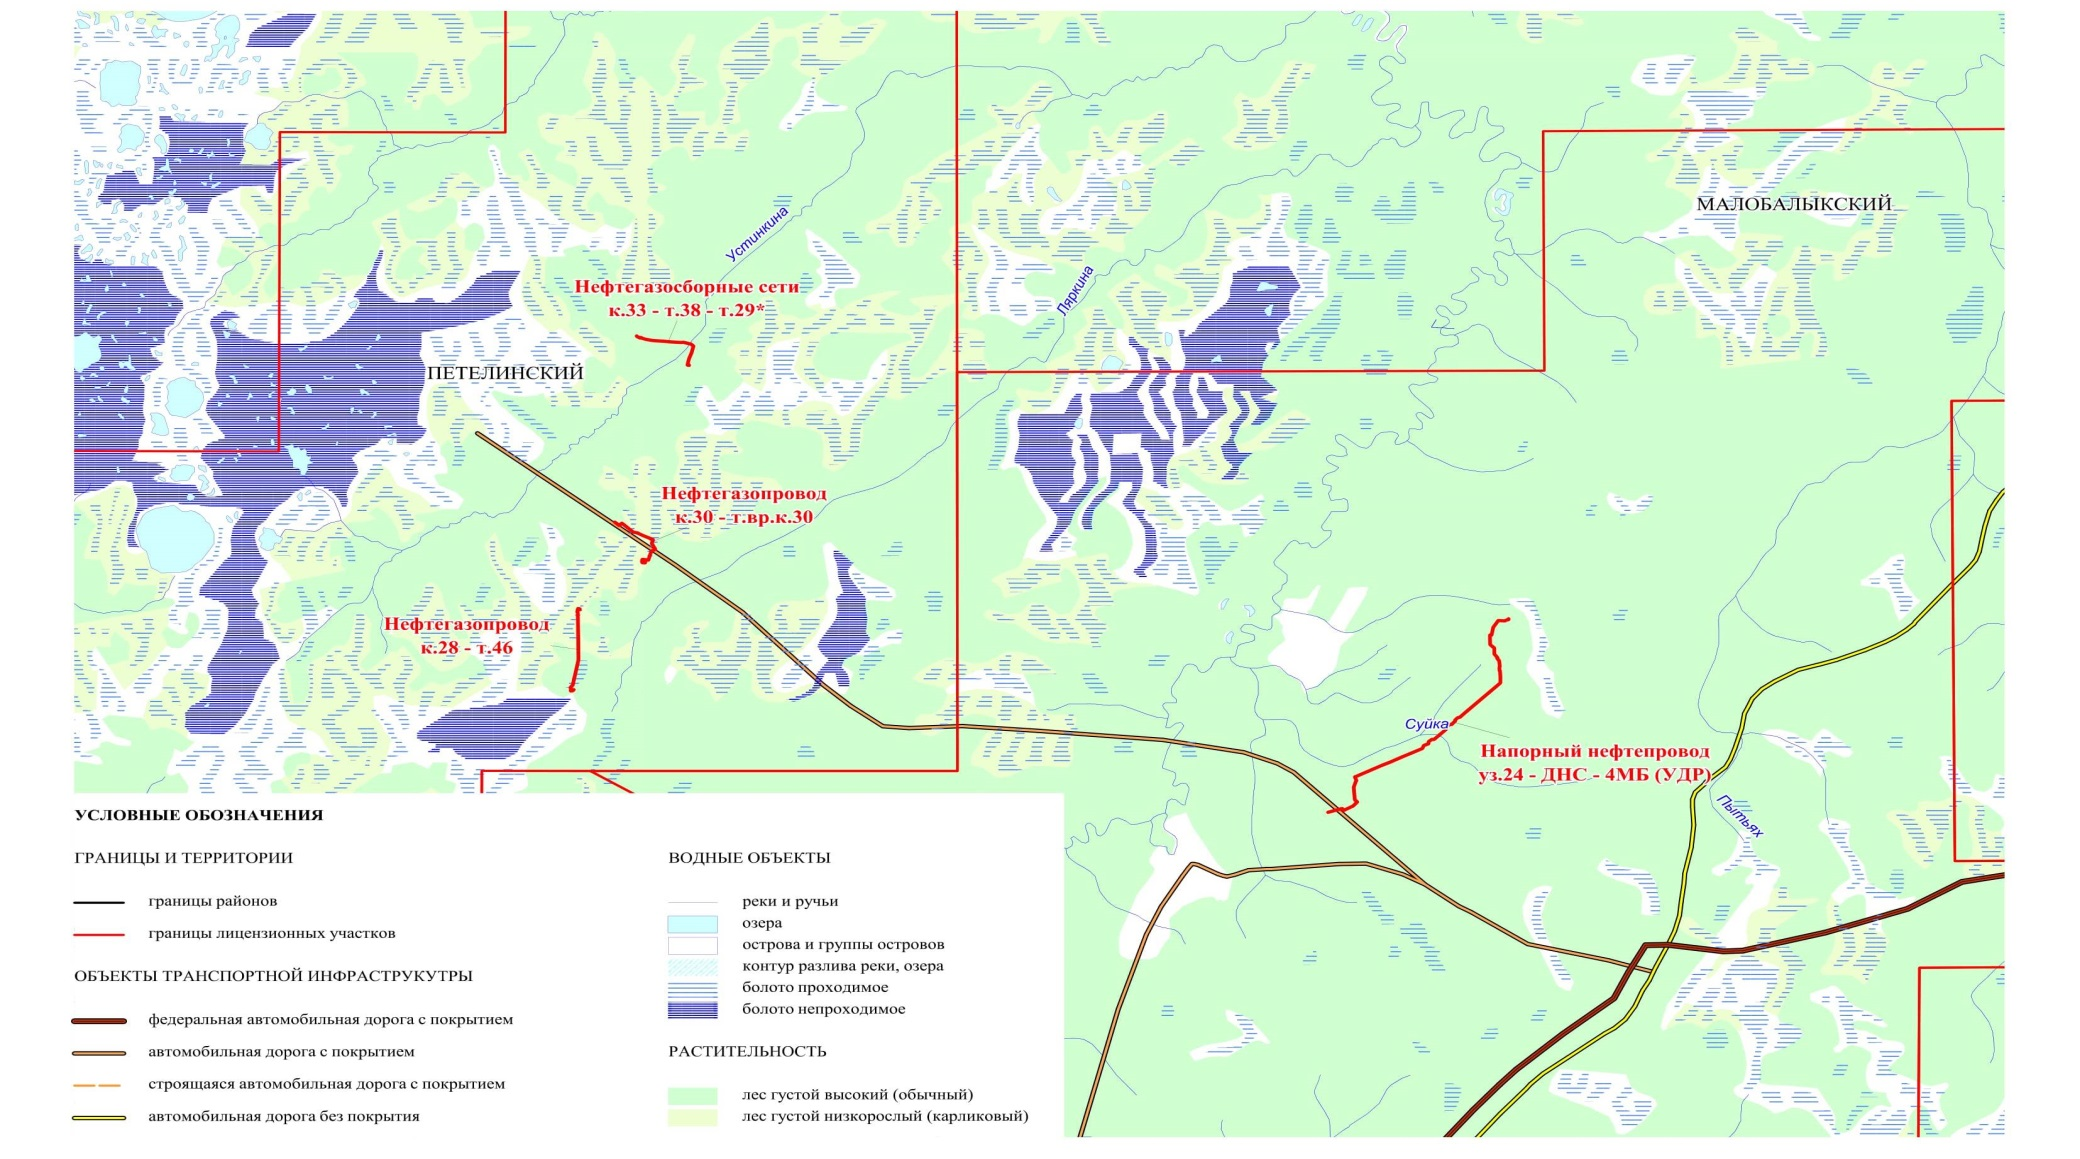 МАЛОБАЛЫКСКИЙ
Устинкина
Ляркина
Нефтегазосборные сети
к.33 - т.38 - т.29*
ПЕТЕЛИНСКИЙ
Нефтегазопровод
к.30 - т.вр.к.30
Нефтегазопровод
к.28 - т.46
Суйка
Напорный нефтепровод
уз.24 - ДНС - 4МБ (УДР)
Пытьях
УСЛОВНЫЕ ОБОЗНАЧЕНИЯ
ГРАНИЦЫ И ТЕРРИТОРИИ
границы районов
границы лицензионных участков
ОБЪЕКТЫ ТРАНСПОРТНОЙ ИНФРАСТРУКУТРЫ
федеральная автомобильная дорога с покрытием
автомобильная дорога с покрытием
строящаяся автомобильная дорога с покрытием
автомобильная дорога без покрытия
ВОДНЫЕ ОБЪЕКТЫ
реки и ручьи
озера
острова и группы островов
контур разлива реки, озера
болото проходимое
болото непроходимое
РАСТИТЕЛЬНОСТЬ
лес густой высокий (обычный)
лес густой низкорослый (карликовый)